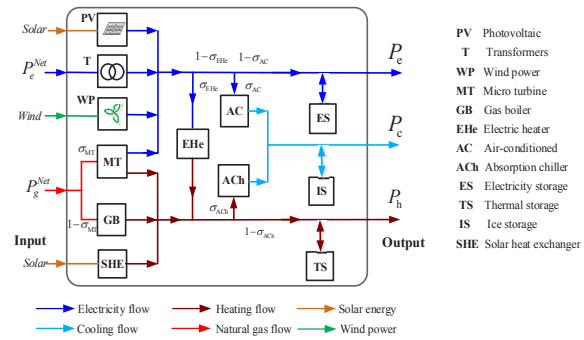 Solar
PV
P_e^Net
T
Wind
WP
σ_MT
MT
P_g^Net
1-σ_MT
GB
Input
Solar
SHE
1-σ_EHe
1-σ_AC
σ_EHe
σ_AC
AC
EHe
ACh
σ_ACh
1-σ_ACh
ES
IS
TS
P_e
P_c
P_h
Output
Electricity flow
Heating flow
Solar energy
Cooling flow
Natural gas flow
Wind power
PV Photovoltaic
T Transformers
WP Wind power
MT Micro turbine
GB Gas boiler
EHe Electric heater
AC Air-conditioned
ACh Absorption chiller
ES Electricity storage
TS Thermal storage
IS Ice storage
SHE Solar heat exchanger